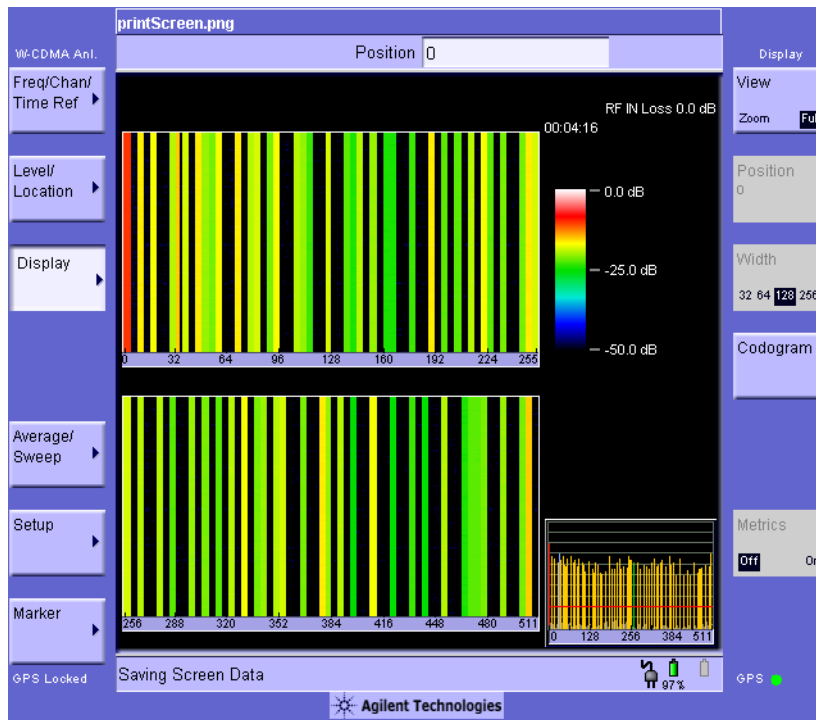 printScreen.png
W-CDMA Anl.
Position 0
Display
Freq/Chan/
Time Ref
Level/
Location
Display
Average/
Sweep
Setup
Marker
GPS Locked
RF IN Loss 0.0 dB
00:04:16
0.0 dB
-25.0 dB
-50.0 dB
0 32 64 96 128 160 192 224 255
256 288 320 352 384 416 448 480 511
0 128 256 384 511
View
Zoom Ful
Position
0
Width
32 64 128 256
Codogram
Metrics
Off On
Saving Screen Data
97%
GPS
Agilent Technologies